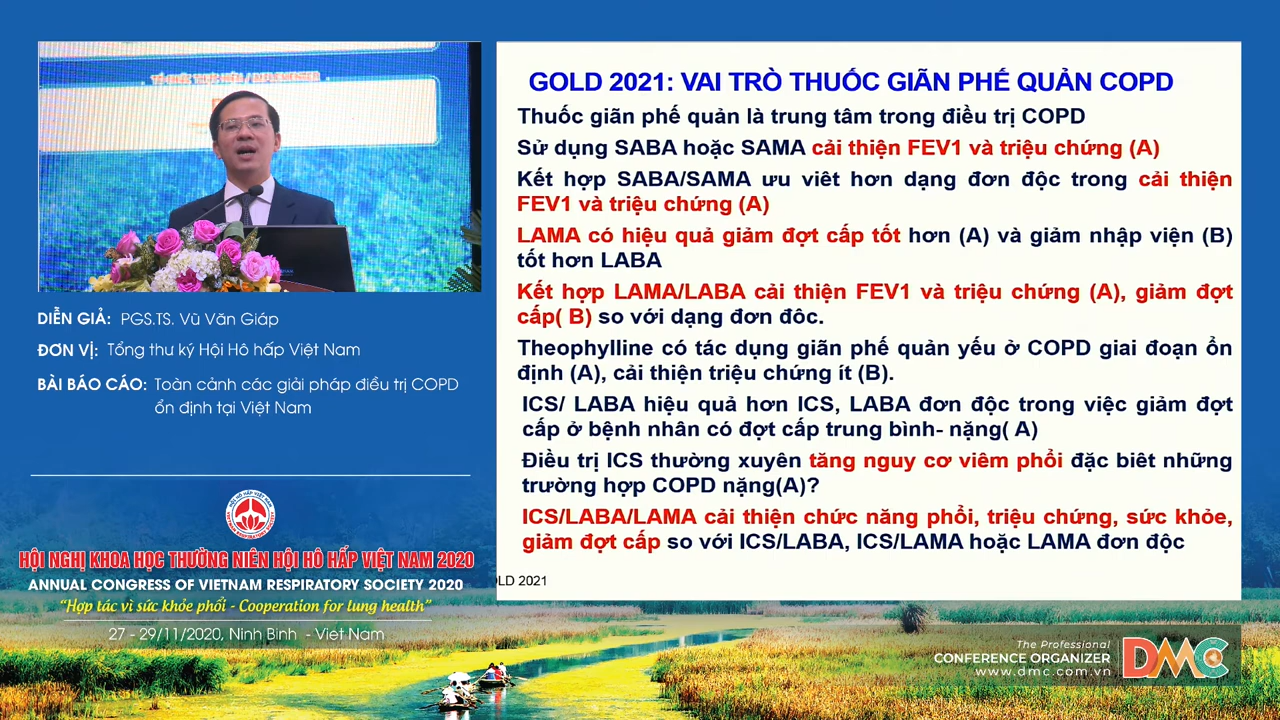 TỔ CHỨC THỰC HIỆN / IMPLEMENTER
DIỄN GIẢ: PGS.TS. Vũ Văn Giáp
ĐƠN VỊ: Tổng thư ký Hội Hô hấp Việt Nam
BÀI BÁO CÁO: Toàn cảnh các giải pháp điều trị COPD
ổn định tại Việt Nam
HỘI HÔ HẤP VIỆT NAM
HỘI NGHỊ KHOA HỌC THƯỜNG NIÊN HỘI HÔ HẤP VIỆT NAM 2020
ANNUAL CONGRESS OF VIETNAM RESPIRATORY SOCIETY 2020
“Hợp tác vì sức khỏe phổi - Cooperation for lung health”
27 - 29/11/2020, Ninh Bình - Việt Nam
GOLD 2021: VAI TRÒ THUỐC GIÃN PHẾ QUẢN COPD
Thuốc giãn phế quản là trung tâm trong điều trị COPD
Sử dụng SABA hoặc SAMA cải thiện FEV1 và triệu chứng (A)
Kết hợp SABA/SAMA ưu viêt hơn dạng đơn độc trong cải thiện
FEV1 và triệu chứng (A)
LAMA có hiệu quả giảm đợt cấp tốt hơn (A) và giảm nhập viện (B)
tốt hơn LABA
Kết hợp LAMA/LABA cải thiện FEV1 và triệu chứng (A), giảm đợt
cấp( B) so với dạng đơn đôc.
Theophylline có tác dụng giãn phế quản yếu ở COPD giai đoạn ổn
định (A), cải thiện triệu chứng ít (B).
ICS/ LABA hiệu quả hơn ICS, LABA đơn độc trong việc giảm đợt
cấp ở bệnh nhân có đợt cấp trung bình- nặng( A)
Điều trị ICS thường xuyên tăng nguy cơ viêm phổi đặc biêt những
trường hợp COPD nặng(A)?
ICS/LABA/LAMA cải thiện chức năng phổi, triệu chứng, sức khỏe,
giảm đợt cấp so với ICS/LABA, ICS/LAMA hoặc LAMA đơn độc
OLD 2021
The Professional
CONFERENCE ORGANIZER
www.dmc.com.vn
DMC